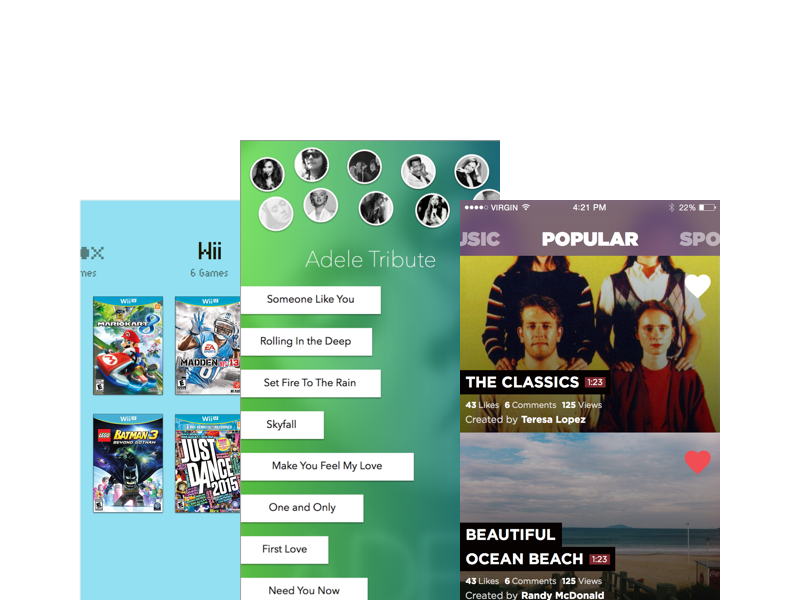 ox
Wii
mes
6 Games
Wii U
Wii U
MARIOKART 8
EA SPORTS
MADDEN NFL 13
Wii U
Wii U
LEGO BATMAN 3
BEYOND GOTHAM
JUST DANCE 2015
Adele Tribute
Someone Like You
Rolling In the Deep
Set Fire To The Rain
Skyfall
Make You Feel My Love
One and Only
First Love
Need You Now
VIRGIN 4:21 PM 22%
USIC POPULAR SPO
THE CLASSICS 1:23
43 Likes 6 Comments 125 Views
Created by Teresa Lopez
BEAUTIFUL
OCEAN BEACH 1:23
43 Likes 6 Comments 125 Views
Created by Randy McDonald